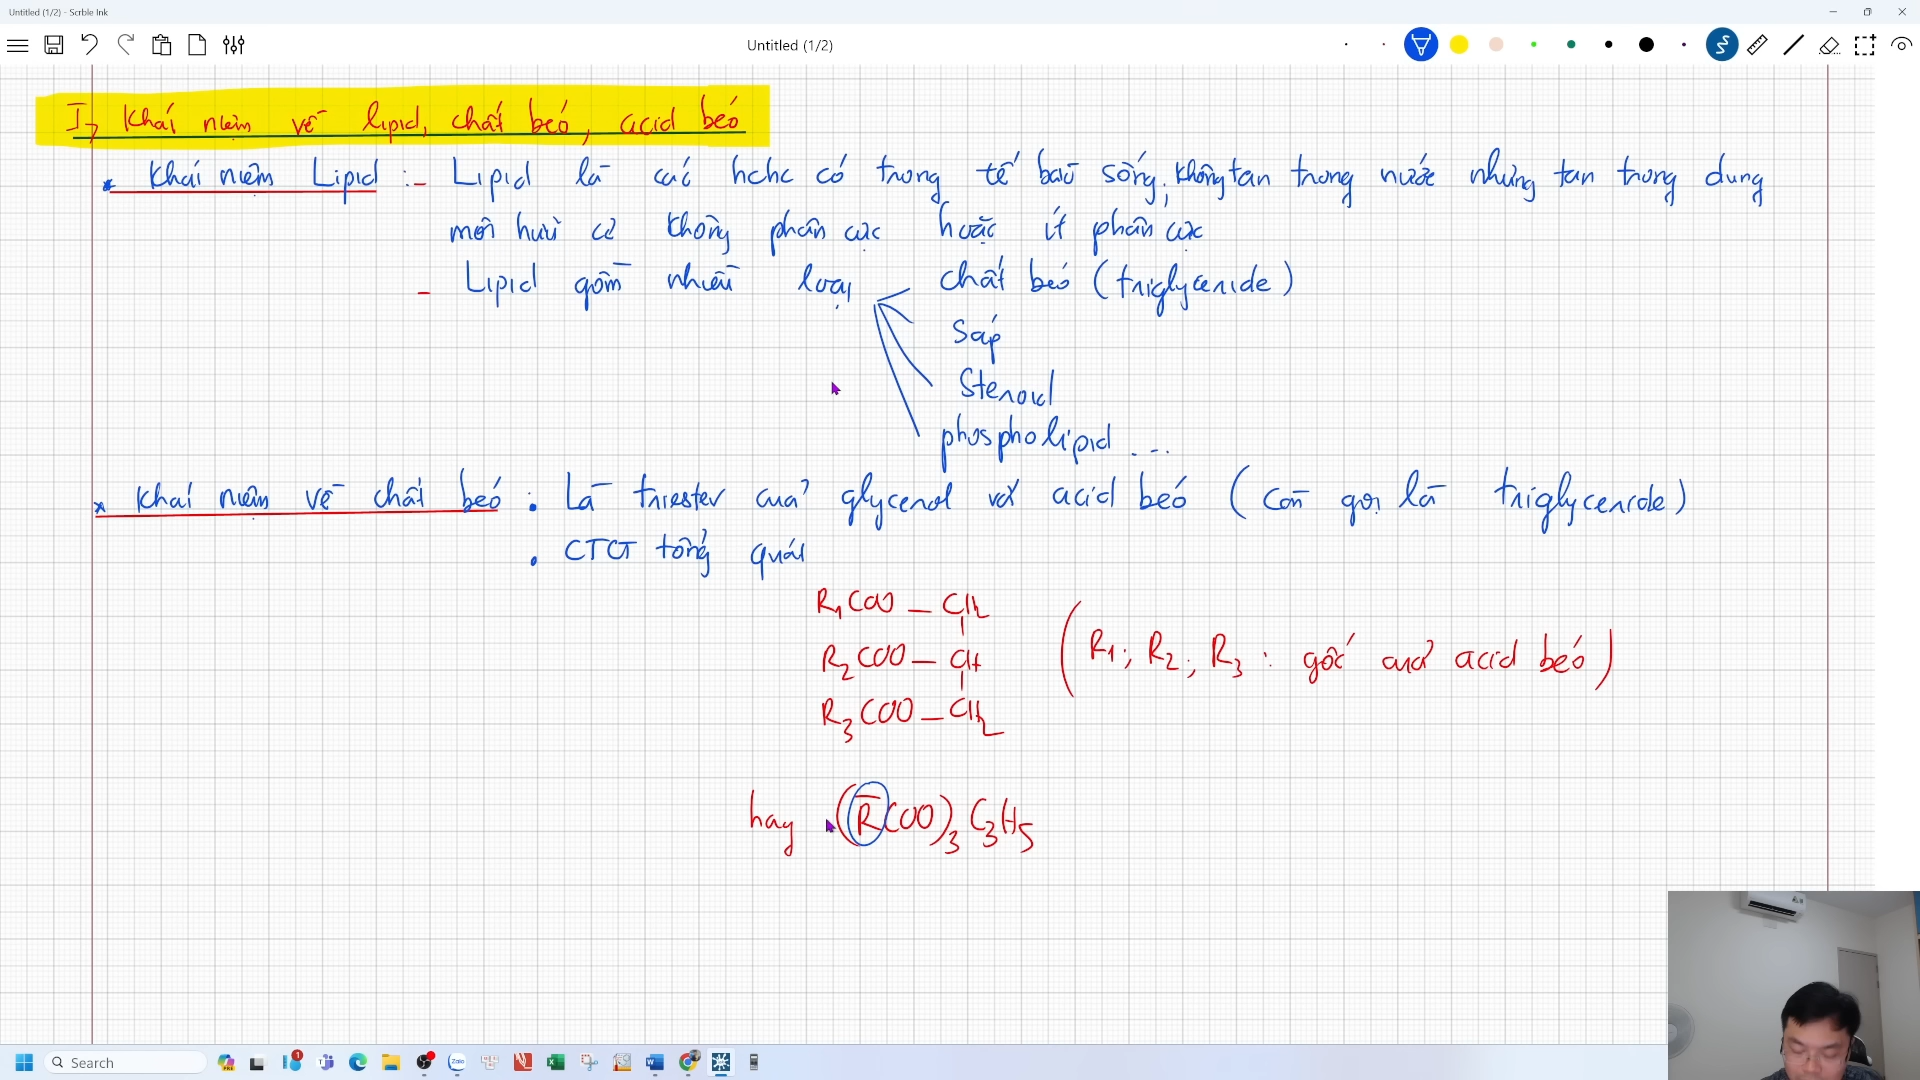 Untitled (1/2) - Scrble Ink
Untitled (1/2)
I, Khái niệm về lipid, chất béo, acid béo
* Khái niệm Lipid :- Lipid là các hchc có trong tế bào sống, không tan trong nước nhưng tan trong dung
môi hữu cơ không phân cực hoặc ít phân cực
- Lipid gồm nhiều loại chất béo (triglyceride)
Sáp
Steroid
phospholipid ...
* Khái niệm về chất béo : Là triester của glycerol với acid béo (còn gọi là triglyceride)
. CTCT tổng quát
R₁COO – CH₂
R₂COO – CH (R₁; R₂; R₃ : gốc của acid béo)
R₃COO – CH₂
hay (R̅COO)₃C₃H₅
Search